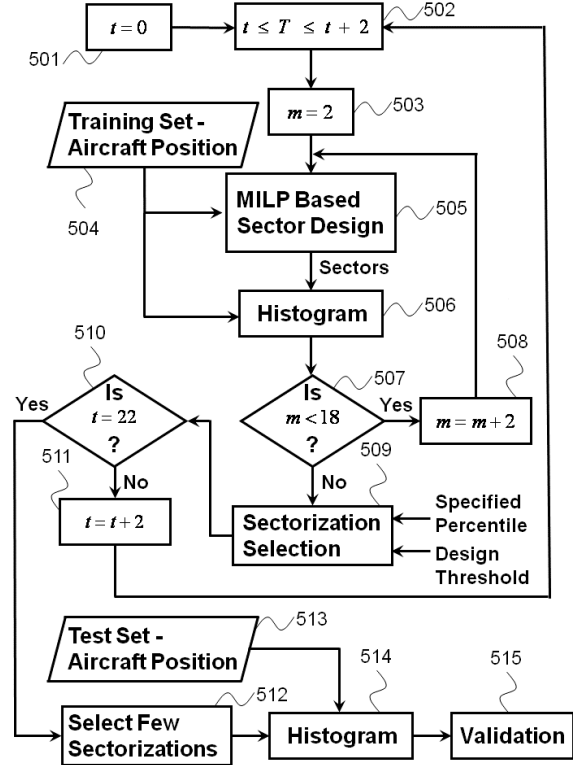 t = 0
501
t ≤ T ≤ t + 2
502
m = 2
503
Training Set -
Aircraft Position
504
MILP Based
Sector Design
505
Sectors
Histogram
506
510
Is
t = 22
?
Yes
No
507
Is
m < 18
?
Yes
No
508
m = m + 2
511
t = t + 2
509
Sectorization
Selection
Specified
Percentile
Design
Threshold
Test Set -
Aircraft Position
513
512
Select Few
Sectorizations
514
Histogram
515
Validation